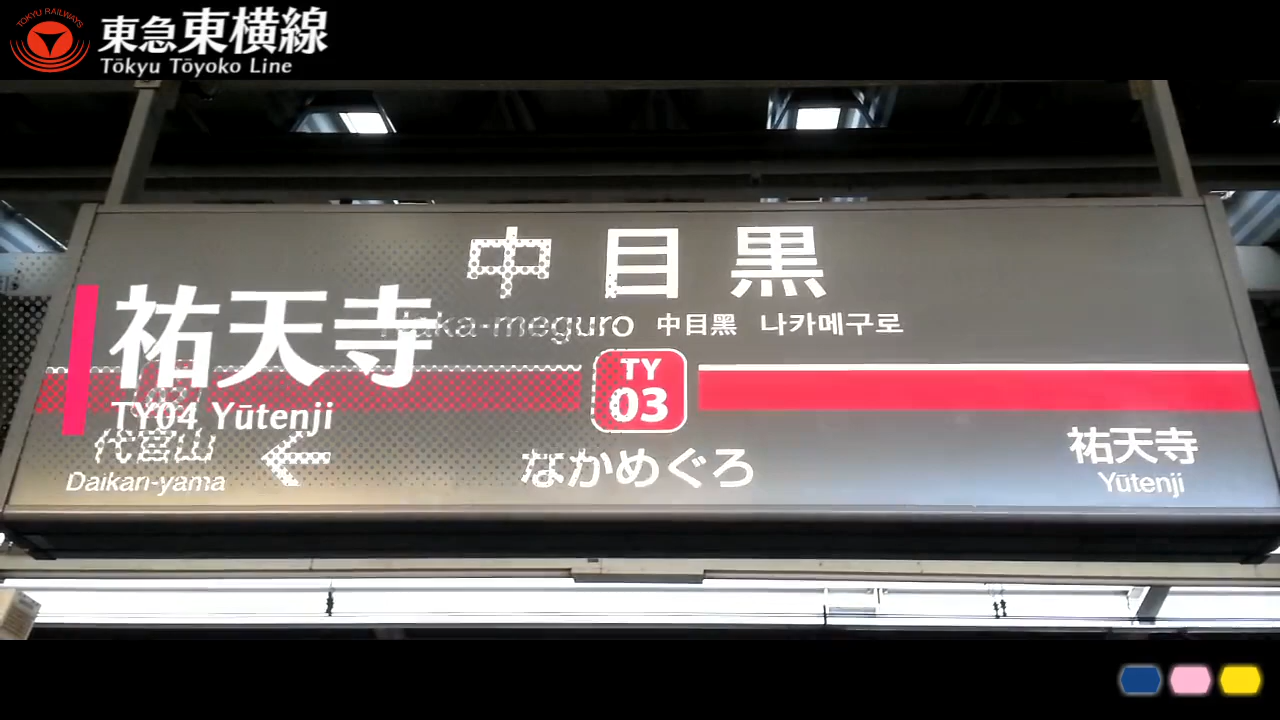 TOKYU RAILWAYS
東急東横線
Tōkyu Tōyoko Line
中目黒
Naka-meguro 中目黑 나카메구로
祐天寺
TY04 Yūtenji
TY
03
代官山
Daikan-yama
なかめぐろ
祐天寺
Yūtenji